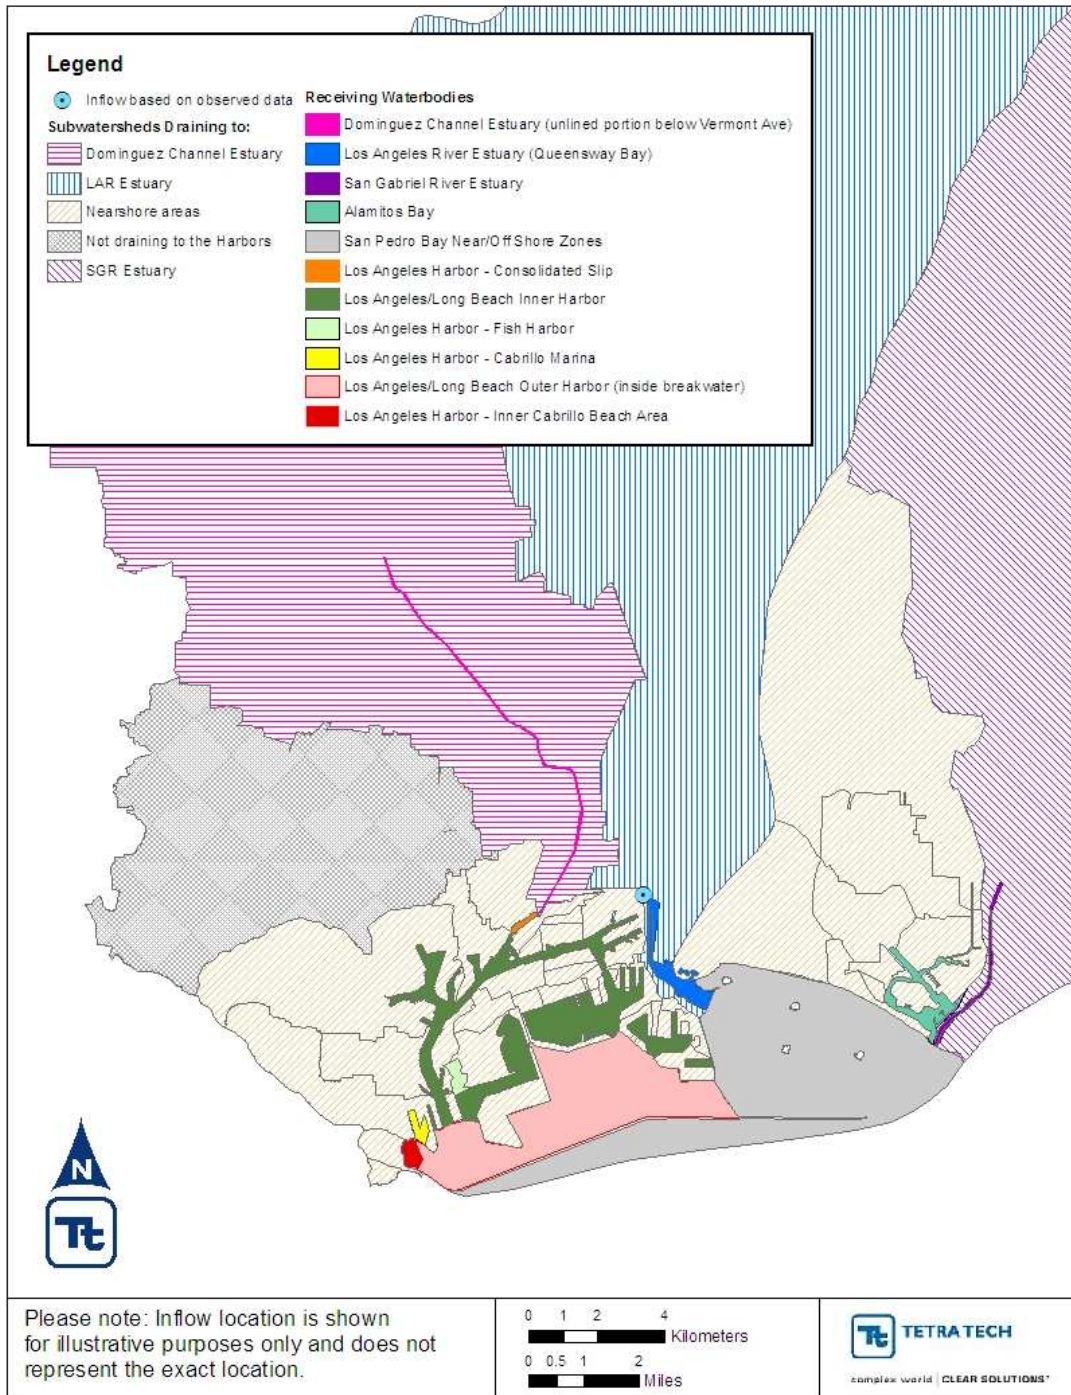 Legend
Inflow based on observed data
Subwatersheds Draining to:
Dominguez Channel Estuary
LAR Estuary
Nearshore areas
Not draining to the Harbors
SGR Estuary
Receiving Waterbodies
Dominguez Channel Estuary (unlined portion below Vermont Ave)
Los Angeles River Estuary (Queensway Bay)
San Gabriel River Estuary
Alamitos Bay
San Pedro Bay Near/Off Shore Zones
Los Angeles Harbor - Consolidated Slip
Los Angeles/Long Beach Inner Harbor
Los Angeles Harbor - Fish Harbor
Los Angeles Harbor - Cabrillo Marina
Los Angeles/Long Beach Outer Harbor (inside breakwater)
Los Angeles Harbor - Inner Cabrillo Beach Area
N
Tt
Please note: Inflow location is shown
for illustrative purposes only and does not
represent the exact location.
0 1 2 4
Kilometers
0 0.5 1 2
Miles
Tt TETRA TECH
complex world | CLEAR SOLUTIONS™